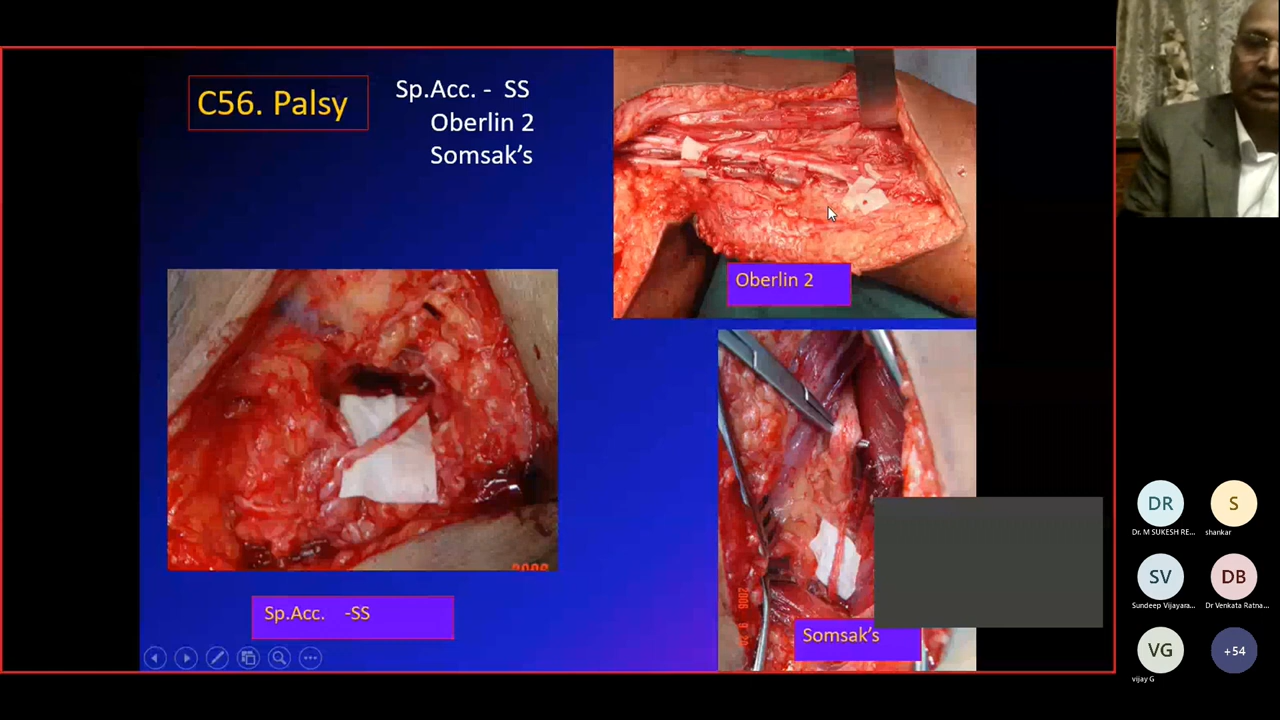 C56. Palsy
Sp.Acc. - SS
Oberlin 2
Somsak's
Oberlin 2
Sp.Acc. -SS
Somsak's
2006
DR
Dr. M SUKESH RE...
S
shankar
SV
Sundeep Vijayara...
DB
Dr Venkata Ratna...
VG
vijay G
+54